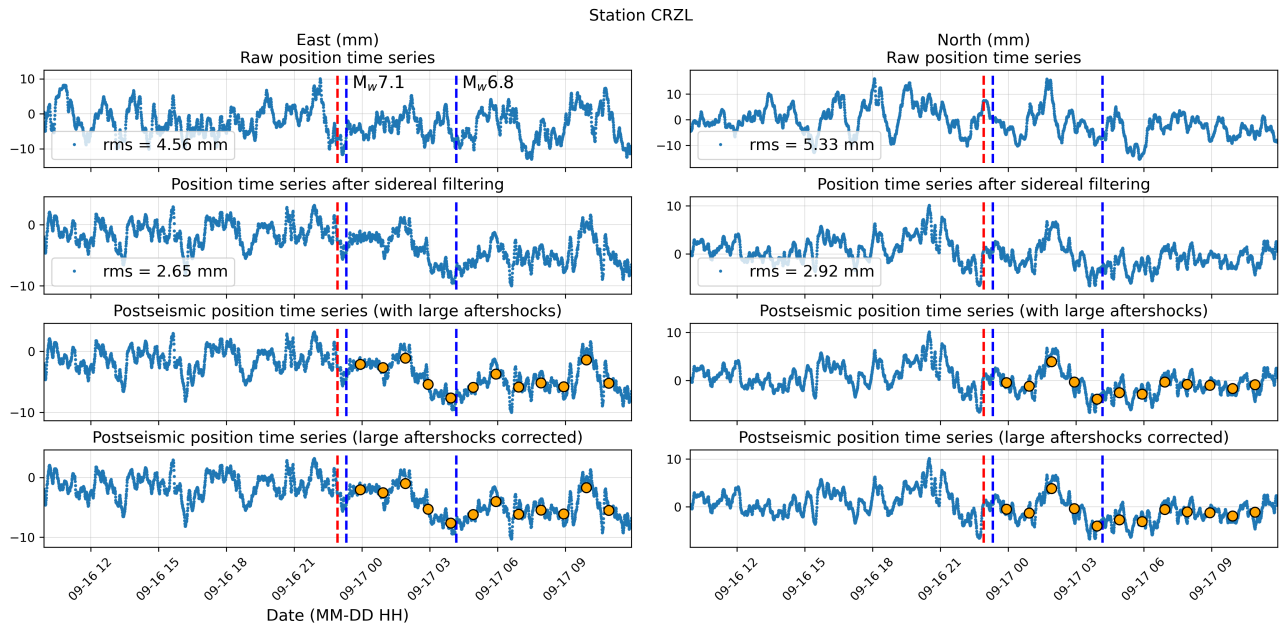 Station CRZL
East (mm)
Raw position time series
10
0
−10
M_w7.1
M_w6.8
rms = 4.56 mm
Position time series after sidereal filtering
0
−10
rms = 2.65 mm
Postseismic position time series (with large aftershocks)
0
−10
Postseismic position time series (large aftershocks corrected)
0
−10
09-16 12
09-16 15
09-16 18
09-16 21
09-17 00
09-17 03
09-17 06
09-17 09
Date (MM-DD HH)
North (mm)
Raw position time series
10
0
−10
rms = 5.33 mm
Position time series after sidereal filtering
10
0
rms = 2.92 mm
Postseismic position time series (with large aftershocks)
10
0
Postseismic position time series (large aftershocks corrected)
10
0
09-16 12
09-16 15
09-16 18
09-16 21
09-17 00
09-17 03
09-17 06
09-17 09